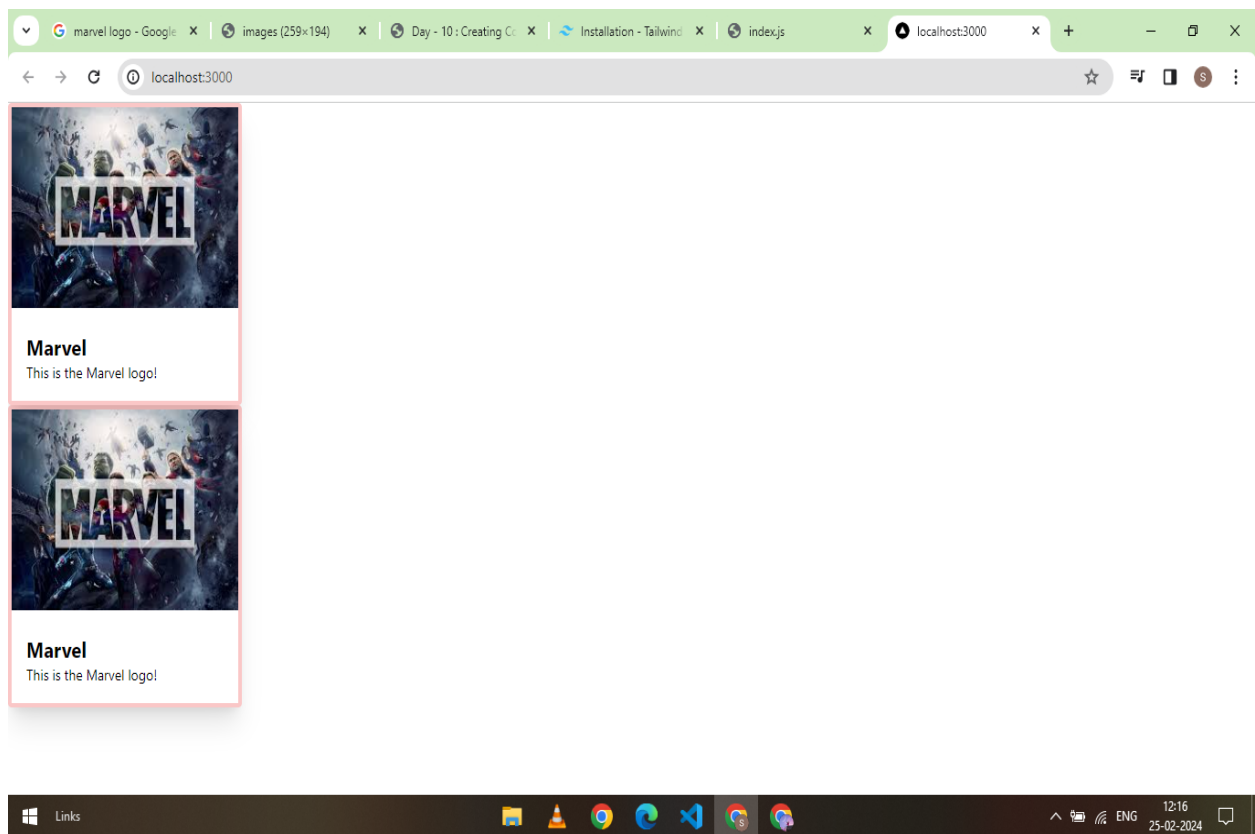 marvel logo - Google
images (259×194)
Day - 10 : Creating Co
Installation - Tailwind
index.js
localhost:3000
localhost:3000
S
MARVEL
Marvel
This is the Marvel logo!
MARVEL
Marvel
This is the Marvel logo!
Links
S
ENG
12:16
25-02-2024